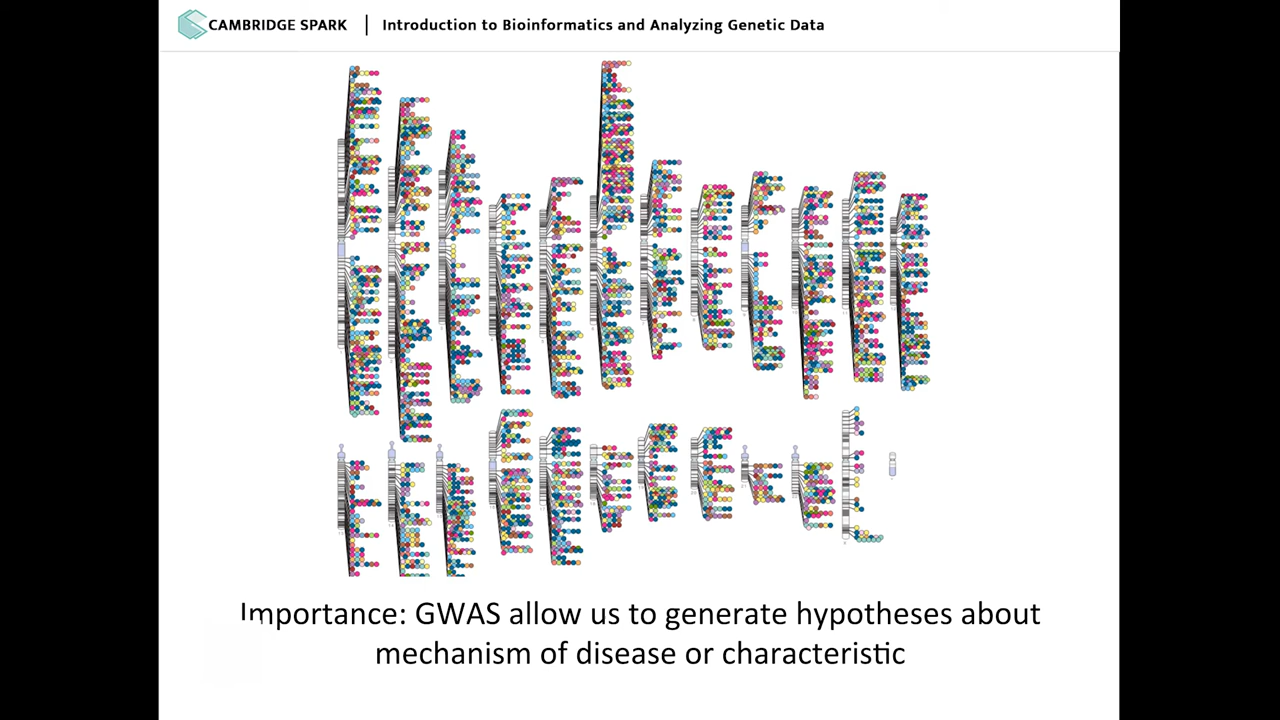 CAMBRIDGE SPARK | Introduction to Bioinformatics and Analyzing Genetic Data
Importance: GWAS allow us to generate hypotheses about
mechanism of disease or characteristic